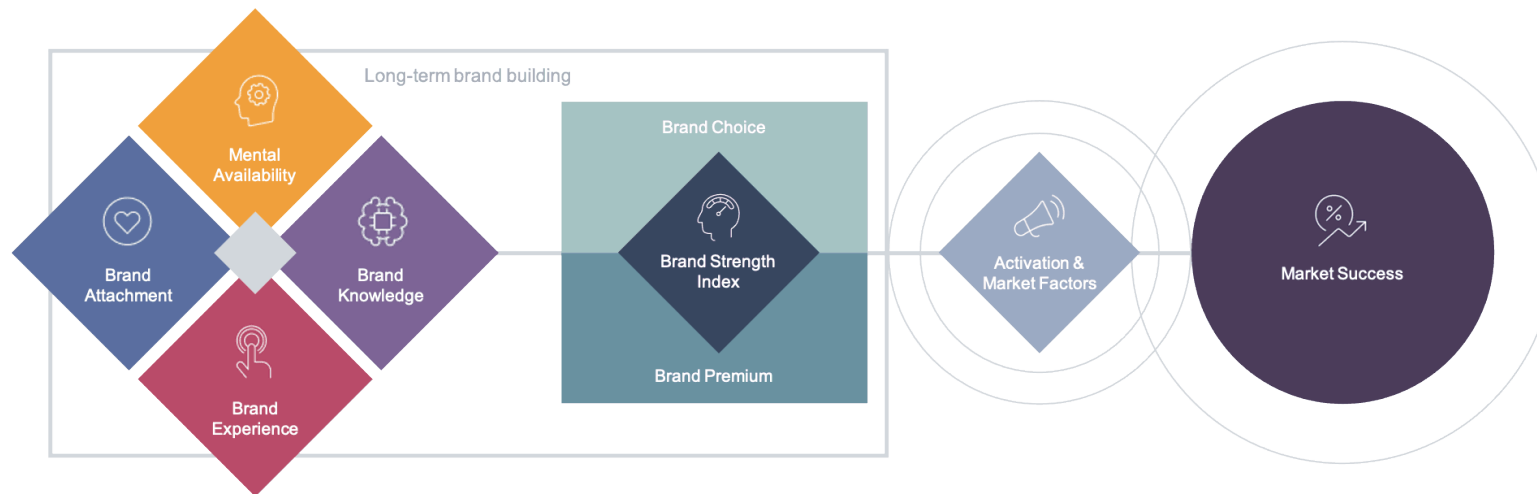 Long-term brand building
Mental
Availability
Brand
Attachment
Brand
Knowledge
Brand
Experience
Brand Choice
Brand Strength
Index
Brand Premium
Activation &
Market Factors
%
Market Success